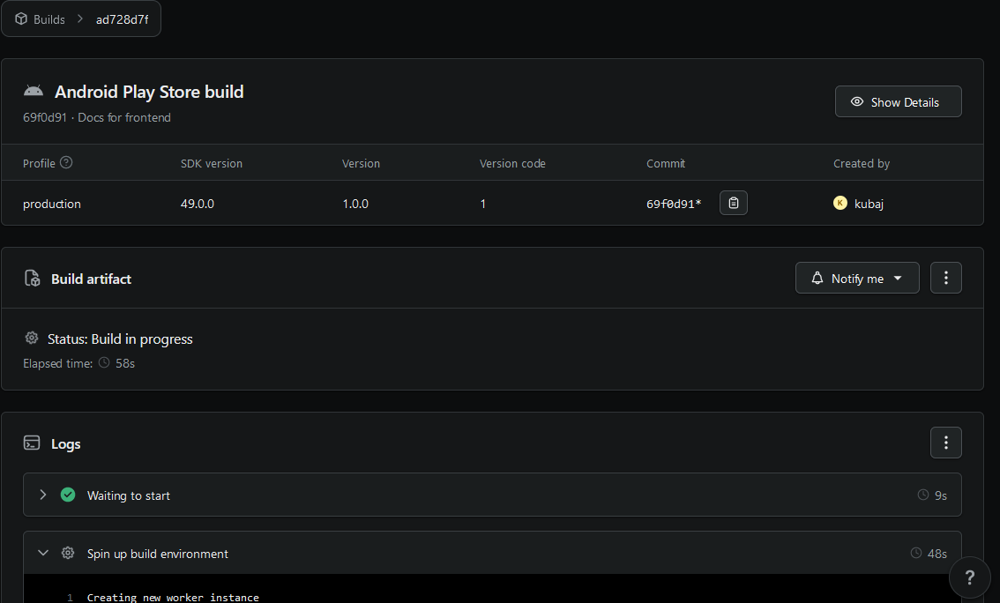 Builds > ad728d7f
Android Play Store build
69f0d91 · Docs for frontend
Show Details
Profile ? SDK version Version Version code Commit Created by
production 49.0.0 1.0.0 1 69f0d91* K kubaj
Build artifact
Notify me
Status: Build in progress
Elapsed time: 58s
Logs
Waiting to start 9s
Spin up build environment 48s
?
1 Creating new worker instance